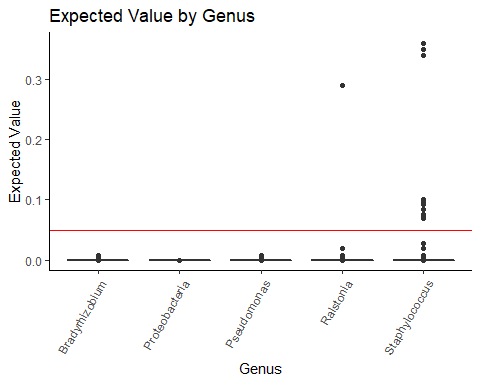 Expected Value by Genus
Expected Value
0.3
0.2
0.1
0.0
Bradyrhizobium
Proteobacteria
Pseudomonas
Ralstonia
Staphylococcus
Genus